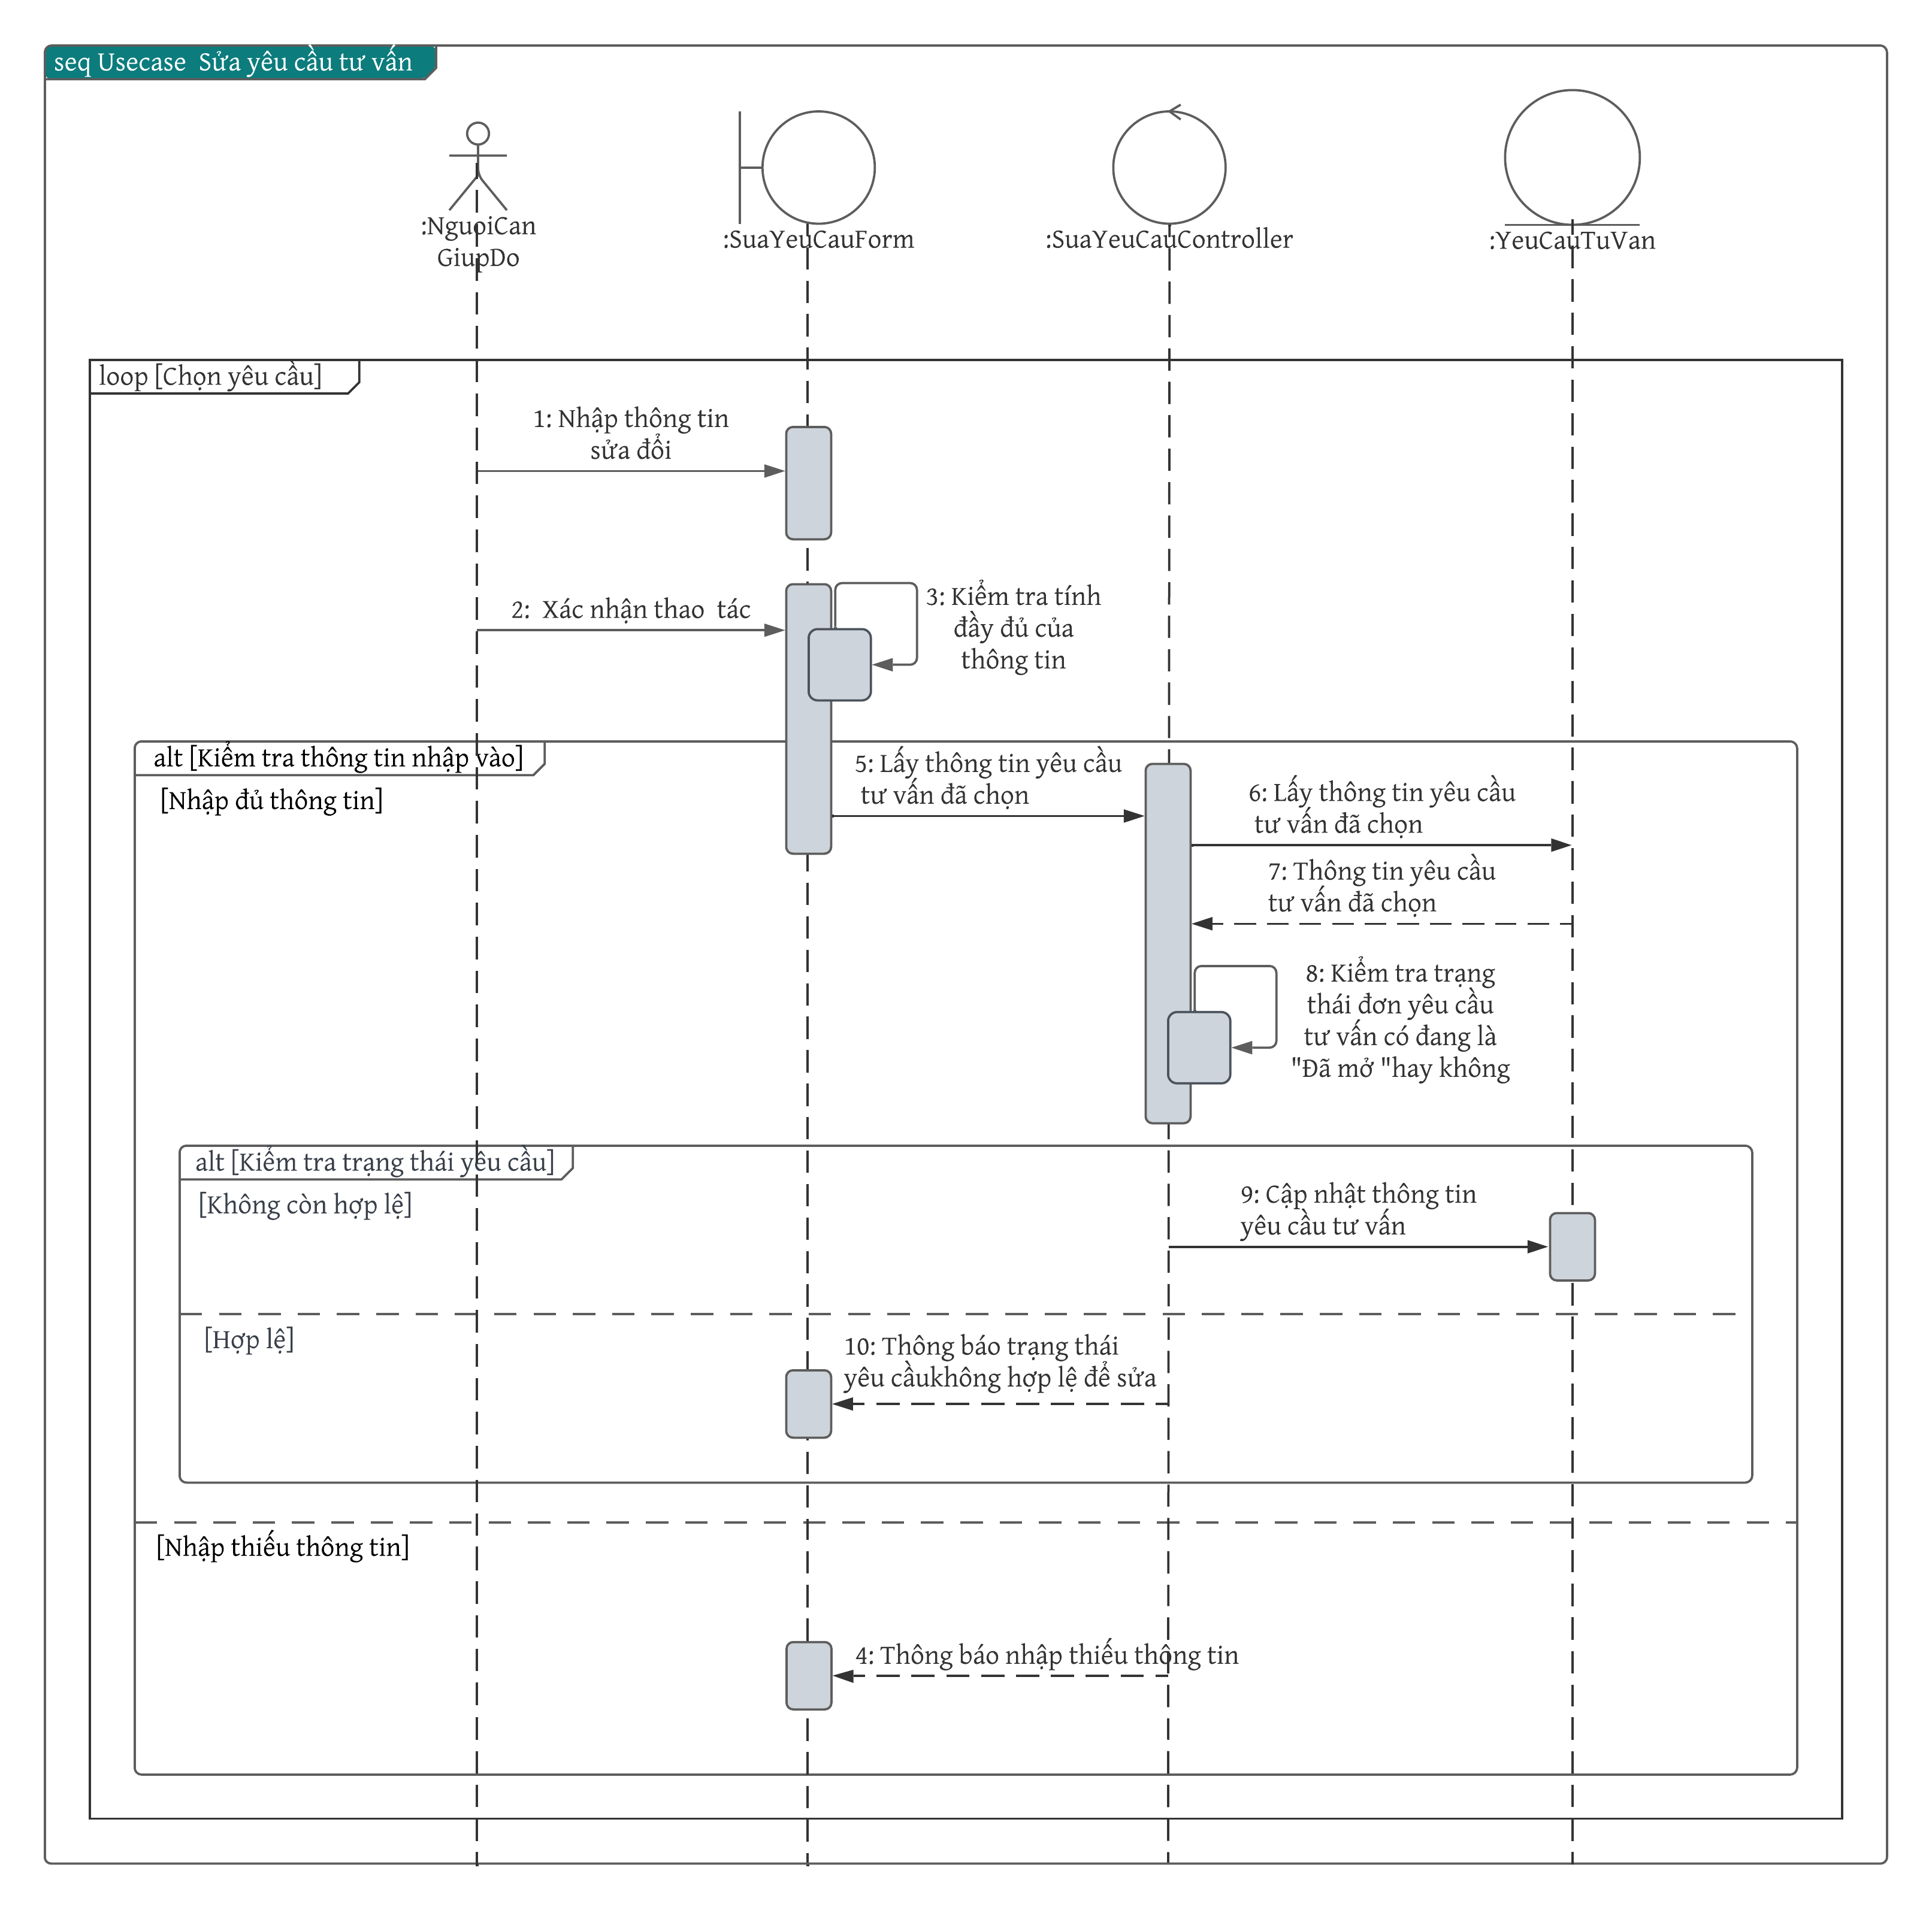 seq Usecase  Sửa yêu cầu tư vấn
:NguoiCan
GiupDo
:SuaYeuCauForm
:SuaYeuCauController
:YeuCauTuVan
loop [Chọn yêu cầu]
1: Nhập thông tin
sửa đổi
2:  Xác nhận thao  tác
3: Kiểm tra tính
đầy đủ của
thông tin
alt [Kiểm tra thông tin nhập vào]
[Nhập đủ thông tin]
5: Lấy thông tin yêu cầu
tư vấn đã chọn
6: Lấy thông tin yêu cầu
tư vấn đã chọn
7: Thông tin yêu cầu
tư vấn đã chọn
8: Kiểm tra trạng
thái đơn yêu cầu
tư vấn có đang là
"Đã mở "hay không
alt [Kiểm tra trạng thái yêu cầu]
[Không còn hợp lệ]
9: Cập nhật thông tin
yêu cầu tư vấn
[Hợp lệ]
10: Thông báo trạng thái
yêu cầukhông hợp lệ để sửa
[Nhập thiếu thông tin]
4: Thông báo nhập thiếu thông tin